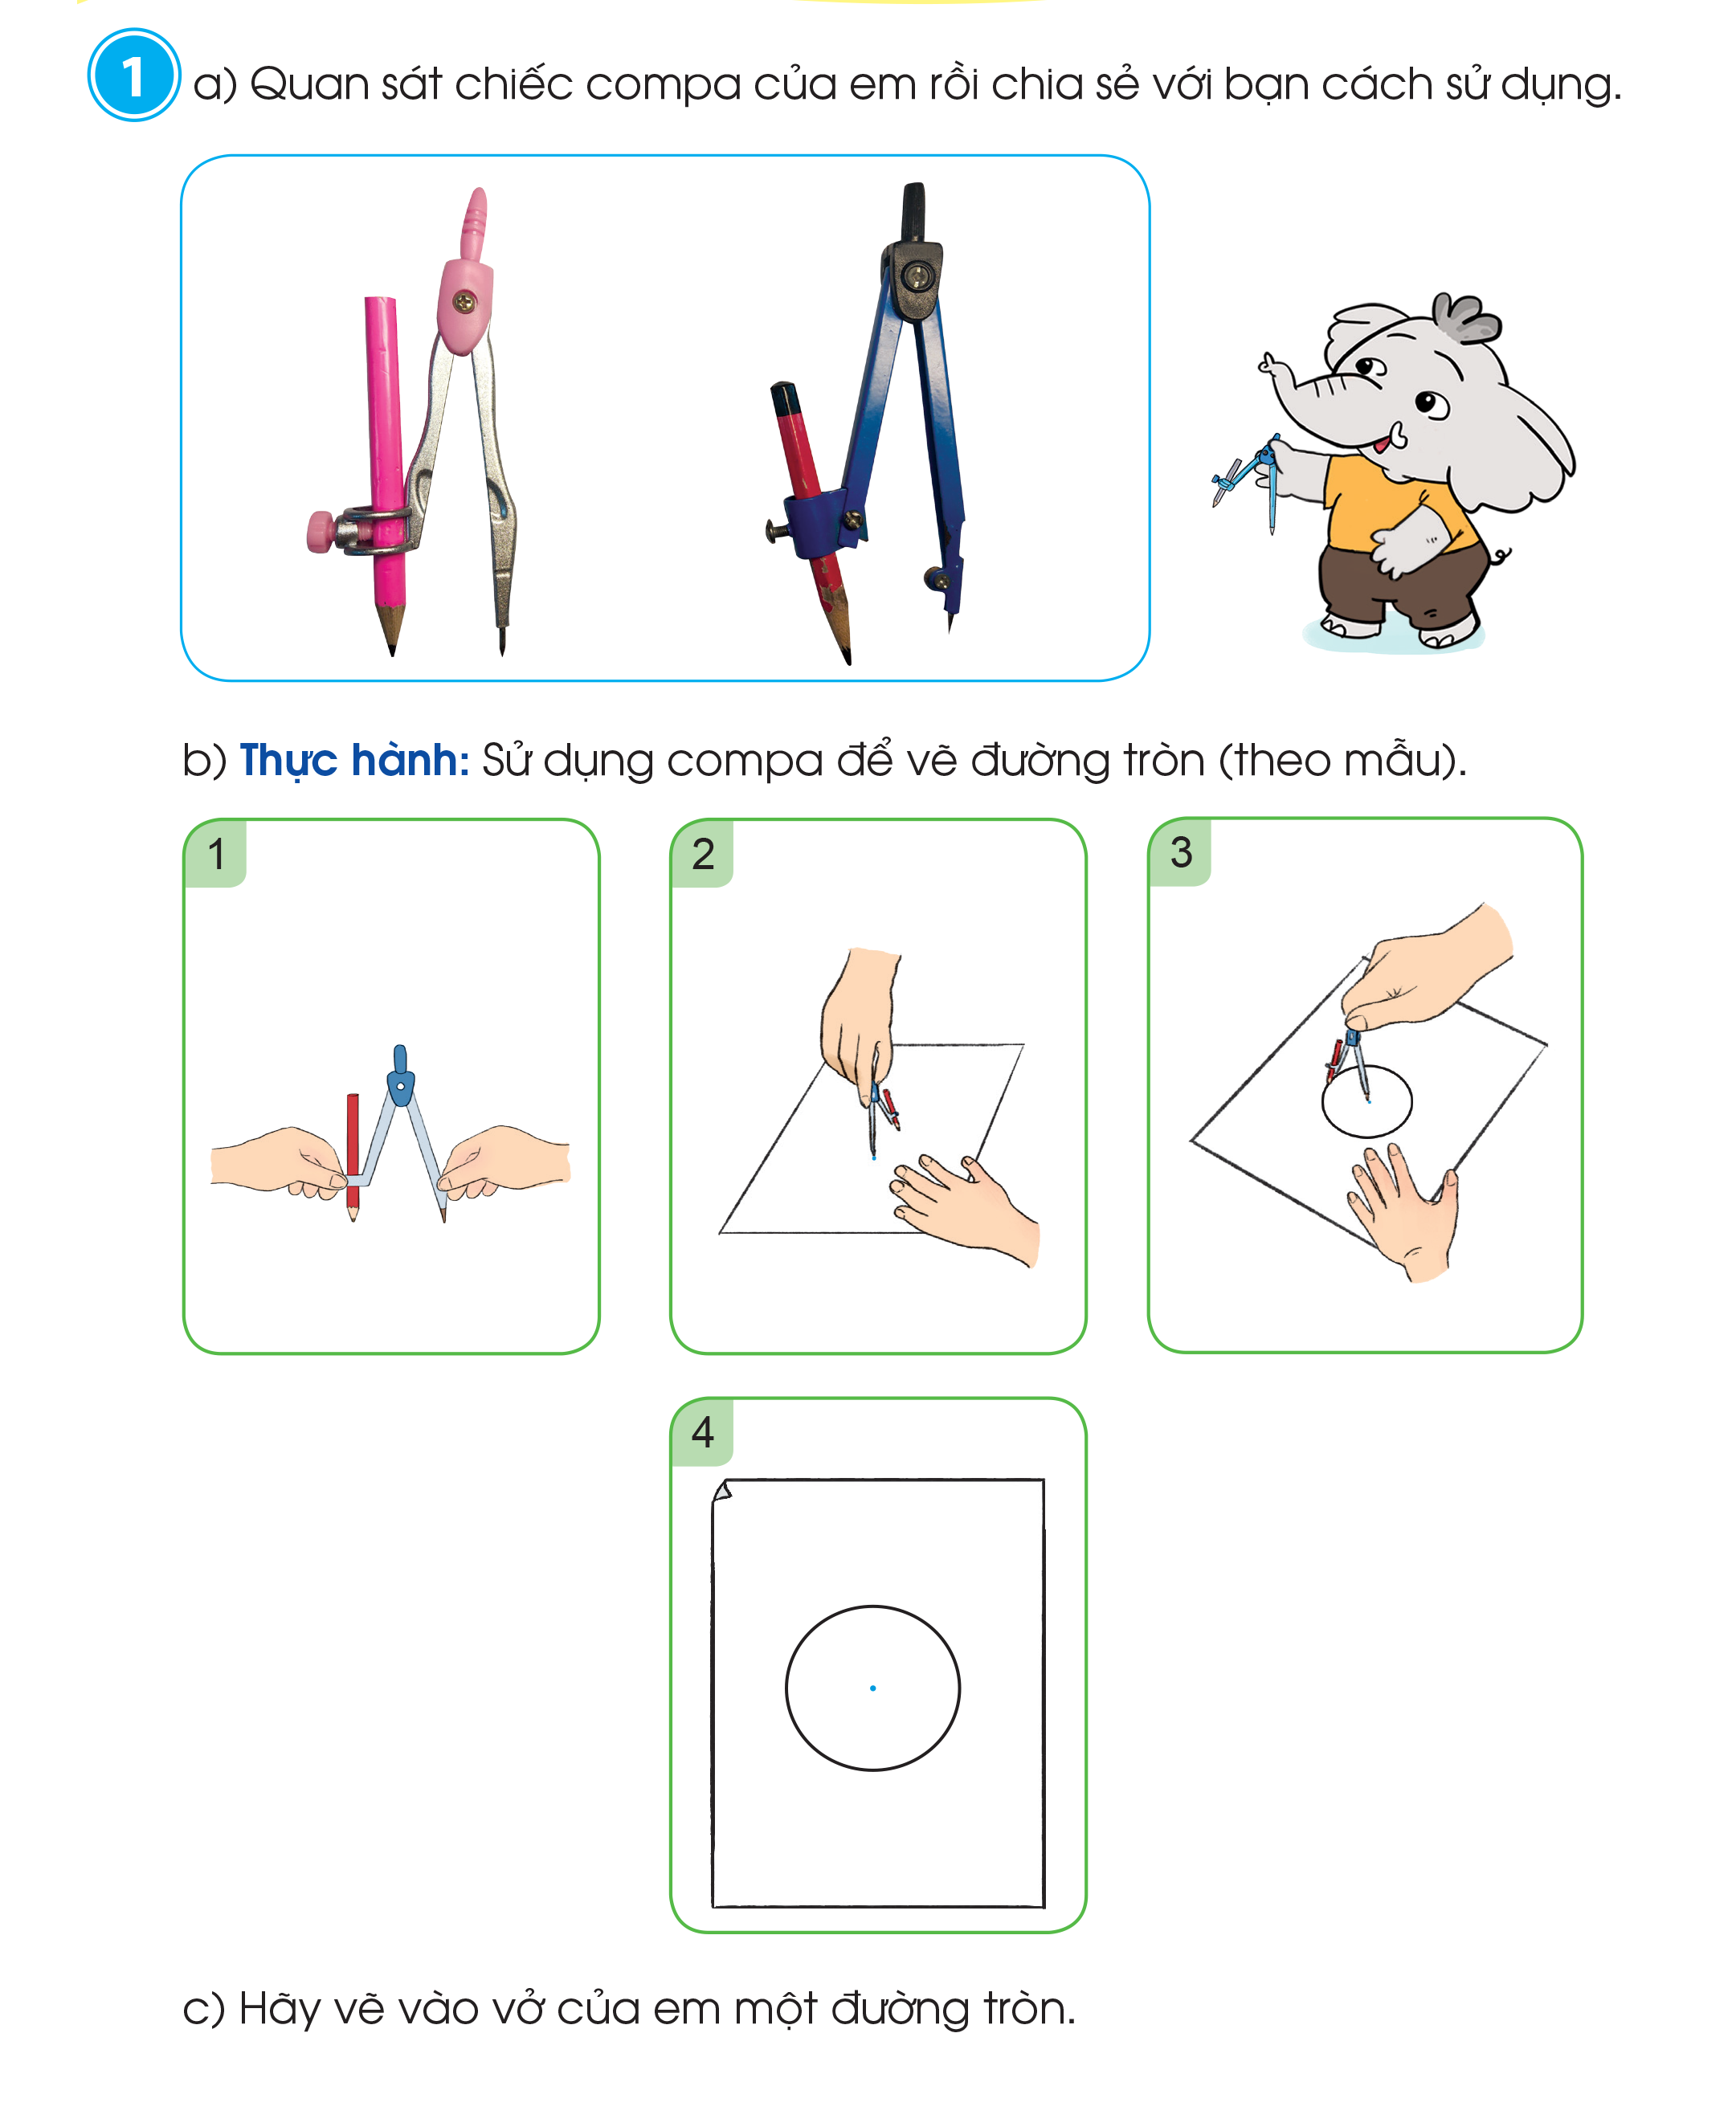 1
a) Quan sát chiếc compa của em rồi chia sẻ với bạn cách sử dụng.
b) Thực hành: Sử dụng compa để vẽ đường tròn (theo mẫu).
1
2
3
4
c) Hãy vẽ vào vở của em một đường tròn.